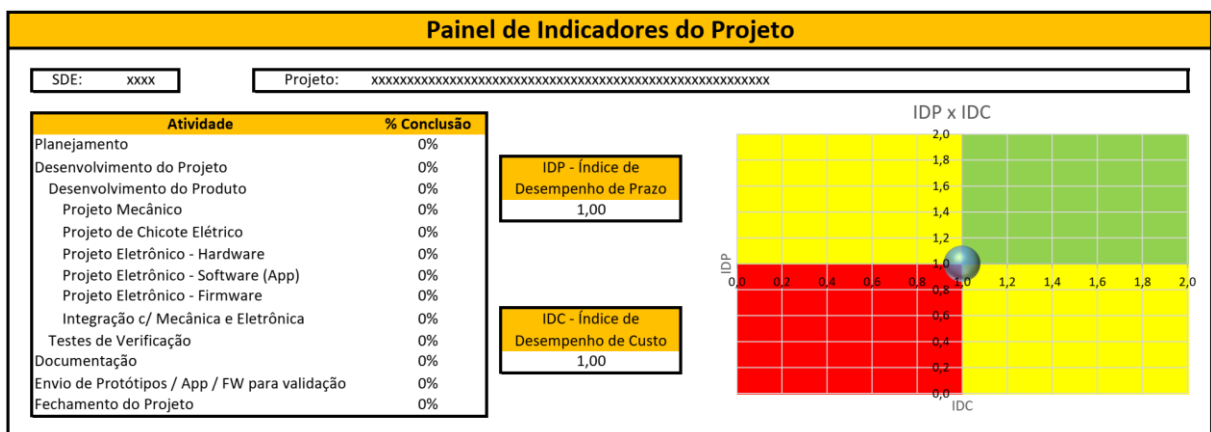 Painel de Indicadores do Projeto
SDE: xxxx
Projeto: xxxxxxxxxxxxxxxxxxxxxxxxxxxxxxxxxxxxxxxxxxxxxxxxxxxxxxxx
Atividade % Conclusão
Planejamento 0%
Desenvolvimento do Projeto 0%
Desenvolvimento do Produto 0%
Projeto Mecânico 0%
Projeto de Chicote Elétrico 0%
Projeto Eletrônico - Hardware 0%
Projeto Eletrônico - Software (App) 0%
Projeto Eletrônico - Firmware 0%
Integração c/ Mecânica e Eletrônica 0%
Testes de Verificação 0%
Documentação 0%
Envio de Protótipos / App / FW para validação 0%
Fechamento do Projeto 0%
IDP - Índice de
Desempenho de Prazo
1,00
IDC - Índice de
Desempenho de Custo
1,00
IDP x IDC
2,0
1,8
1,6
1,4
1,2
1,0
0,8
0,6
0,4
0,2
0,0
0,0 0,2 0,4 0,6 0,8 1,0 1,2 1,4 1,6 1,8 2,0
IDP
IDC